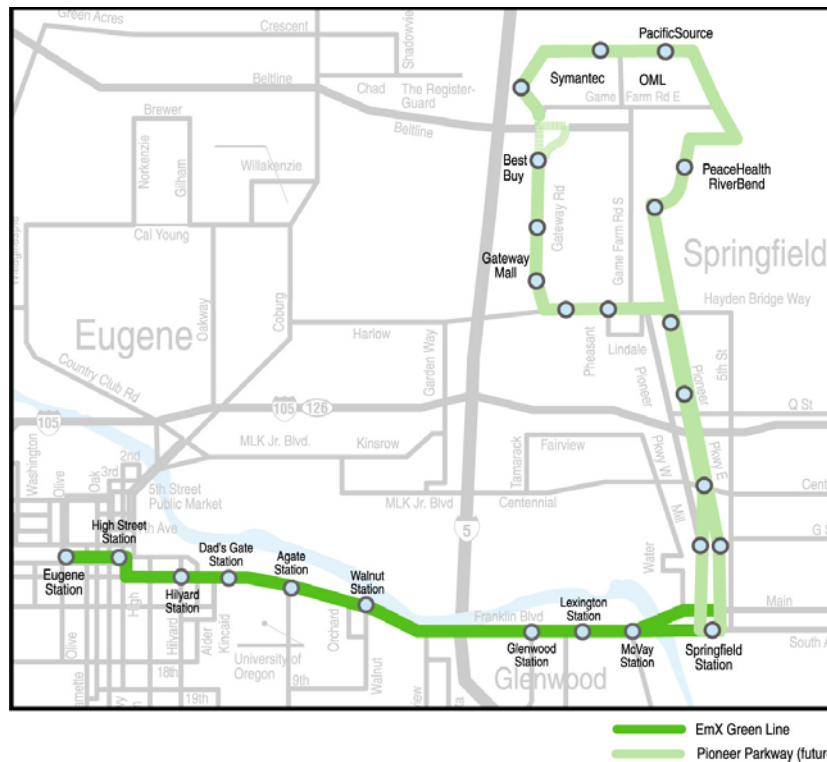 Green Acres
Crescent
Shadowvie
PacificSource
Beltline
Chad
The Register-
Guard
Symantec
OML
Game
Farm Rd E
Brewer
Beltline
Norkenzie
Gilham
Willakenzie
Best
Buy
PeaceHealth
RiverBend
Cal Young
Gateway Rd
Game Farm Rd S
Springfield
Gateway
Mall
Hayden Bridge Way
Eugene
Oakway
Coburg
Harlow
Garden Way
Pheasant
Lindale
Pioneer
Pioneer
5th St
Country Club Rd
105
105
126
Q St
Washington
Olive
Oak
2nd
3rd
MLK Jr. Blvd.
Kinsrow
Fairview
Tamarack
Pkwy W
Pkwy E
5th Street
Public Market
MLK Jr. Blvd
Centennial
Cent
Mill
High Street
Station
7th Ave
5
G S
Water
Eugene
Station
Dad's Gate
Station
Agate
Station
Walnut
Station
Hilyard
Station
Lexington
Station
Franklin Blvd
Main
Glenwood
Station
McVay
Station
Springfield
Station
South A
Glenwood
Olive
High
Hilyard
Alder
Kincaid
University of
Oregon
18th
19th
9th
Orchard
Walnut
EmX Green Line
Pioneer Parkway (futur